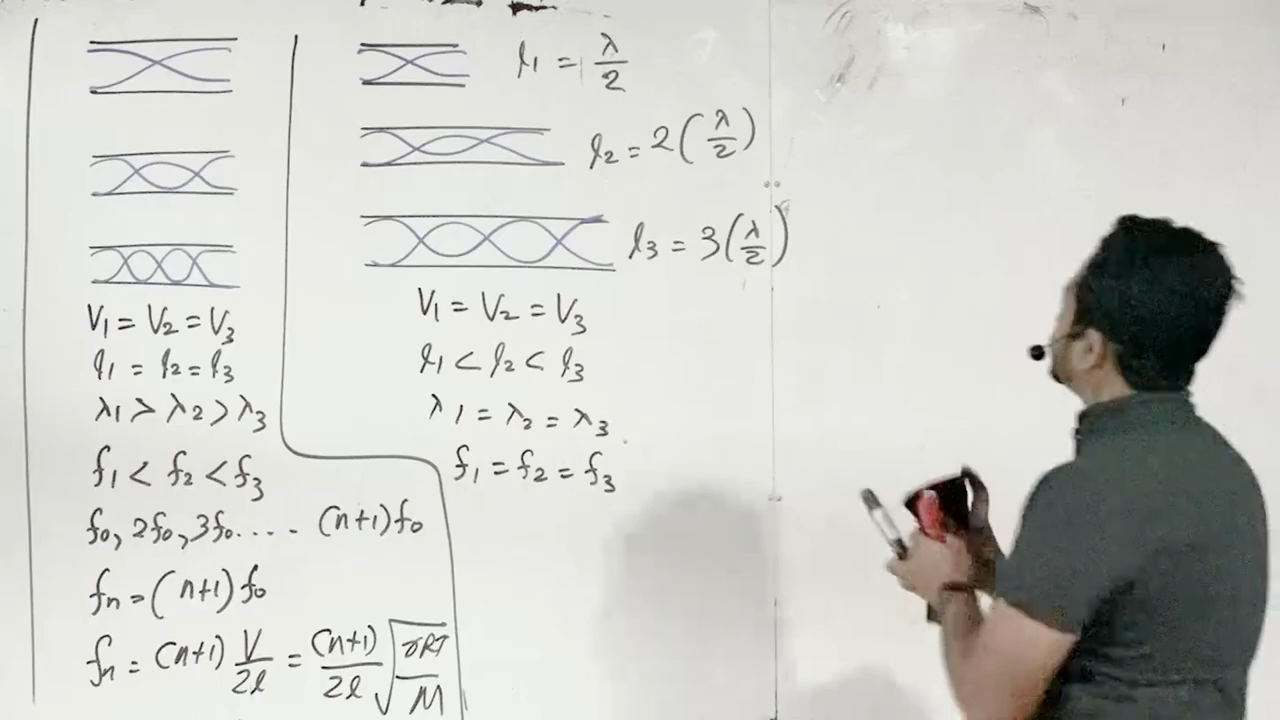 V₁ = V₂ = V₃
l₁ = l₂ = l₃
λ₁ > λ₂ > λ₃
f₁ < f₂ < f₃
f₀, 2f₀, 3f₀.... (n+1)f₀
fₙ = (n+1)f₀
fₙ = (n+1) V/2l = (n+1)/2l √(γRT/M)
l₁ = λ/2
l₂ = 2(λ/2)
l₃ = 3(λ/2)
V₁ = V₂ = V₃
l₁ < l₂ < l₃
λ₁ = λ₂ = λ₃
f₁ = f₂ = f₃